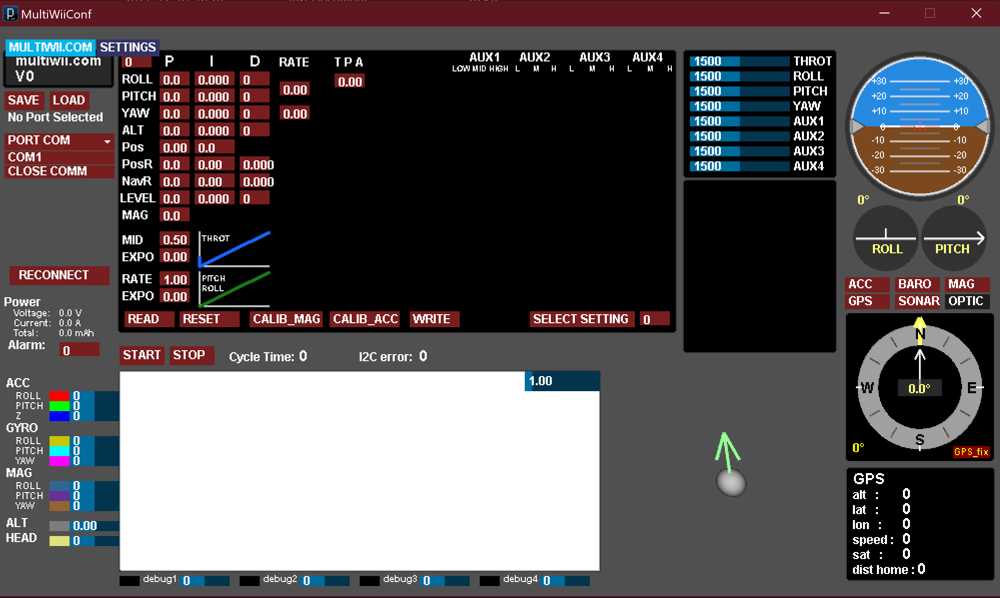 MultiWiiConf
MULTIWII.COM SETTINGS
multiwii.com
V0
SAVE LOAD
No Port Selected
PORT COM
COM1
CLOSE COMM
RECONNECT
Power
Voltage: 0.0 V
Current: 0.0 A
Total: 0.0 mAh
Alarm: 0
0 P I D RATE T P A
ROLL 0.0 0.000 0
0.00 0.00
PITCH 0.0 0.000 0
YAW 0.0 0.000 0 0.00
ALT 0.0 0.000 0
Pos 0.00 0.0
PosR 0.0 0.00 0.000
NavR 0.0 0.00 0.000
LEVEL 0.0 0.000 0
MAG 0.0
MID 0.50 THROT
EXPO 0.00
RATE 1.00 PITCH
ROLL
EXPO 0.00
AUX1 AUX2 AUX3 AUX4
LOW MID HIGH L M H L M H L M H
READ RESET CALIB_MAG CALIB_ACC WRITE SELECT SETTING 0
1500 THROT
1500 ROLL
1500 PITCH
1500 YAW
1500 AUX1
1500 AUX2
1500 AUX3
1500 AUX4
+30 +30
+20 +20
+10 +10
0 0
-10 -10
-20 -20
-30 -30
0° 0°
ROLL PITCH
ACC BARO MAG
GPS SONAR OPTIC
N
W 0.0° E
S
0° GPS_fix
GPS
alt : 0
lat : 0
lon : 0
speed : 0
sat : 0
dist home : 0
START STOP Cycle Time: 0 I2C error: 0
1.00
ACC
ROLL 0
PITCH 0
Z 0
GYRO
ROLL 0
PITCH 0
YAW 0
MAG
ROLL 0
PITCH 0
YAW 0
ALT 0.00
HEAD 0
debug1 0 debug2 0 debug3 0 debug4 0